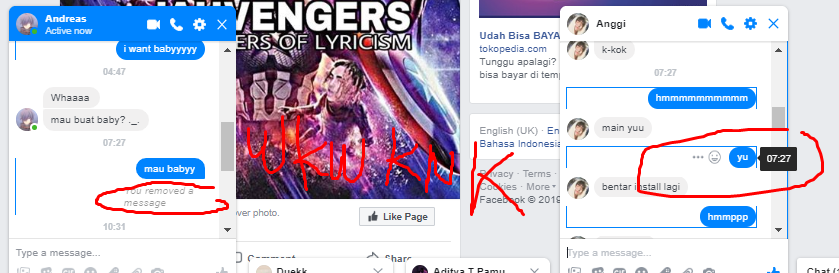 Andreas
Active now
i want babyyyyy
04:47
Whaaaa
mau buat baby? ._.
07:27
mau babyy
You removed a
message
10:31
Type a message...
VENGERS
ERS OF LYRICISM
WKWKNK
over photo.
Like Page
Comment
Share
Duekk
Aditya T Pamu
Udah Bisa BAYA
tokopedia.com
Tunggu apalagi?
bisa bayar di temp
English (UK) · En
Bahasa Indonesia
Privacy · Terms ·
Cookies · More
Facebook © 2019
Anggi
k-kok
07:27
hmmmmmmmmmm
main yuu
yu
07:27
bentar install lagi
hmmppp
Type a message...
Chat (